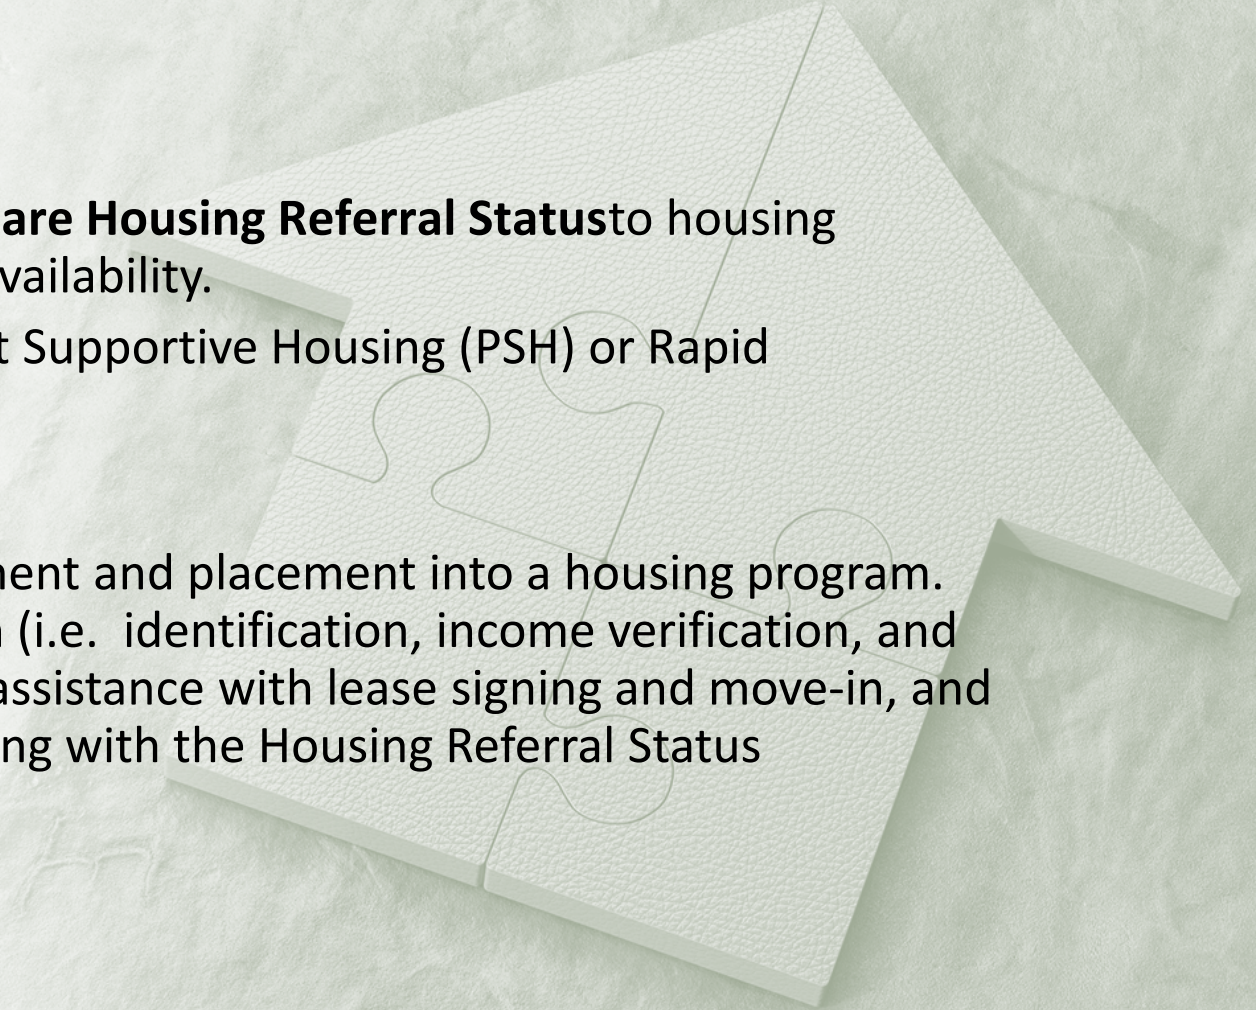 are Housing Referral Statusto housing
vailability.
t Supportive Housing (PSH) or Rapid
ent and placement into a housing program.
(i.e.  identification, income verification, and
assistance with lease signing and move-in, and
ng with the Housing Referral Status